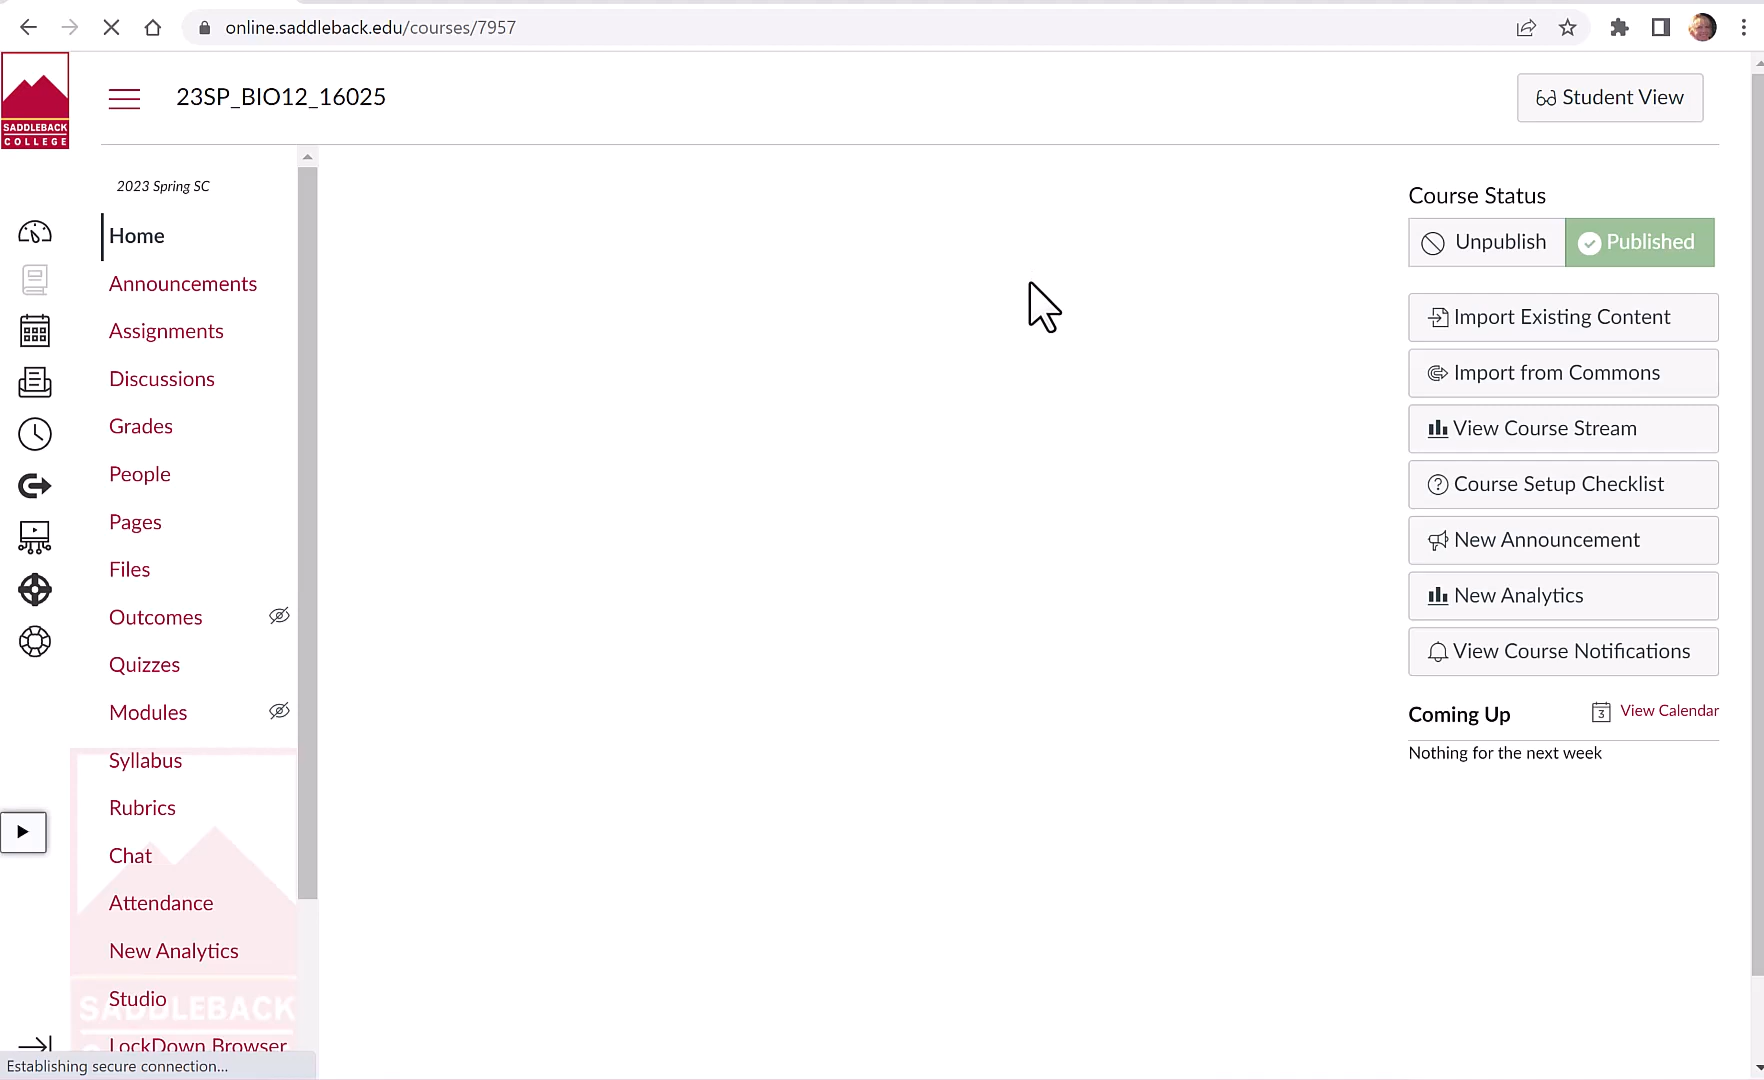 online.saddleback.edu/courses/7957
SADDLEBACK
COLLEGE
23SP_BIO12_16025
Student View
2023 Spring SC
Home
Announcements
Assignments
Discussions
Grades
People
Pages
Files
Outcomes
Quizzes
Modules
Syllabus
Rubrics
Chat
Attendance
New Analytics
Studio
SADDLEBACK
LockDown Browser
Establishing secure connection...
Course Status
Unpublish
Published
Import Existing Content
Import from Commons
View Course Stream
Course Setup Checklist
New Announcement
New Analytics
View Course Notifications
Coming Up
3 View Calendar
Nothing for the next week